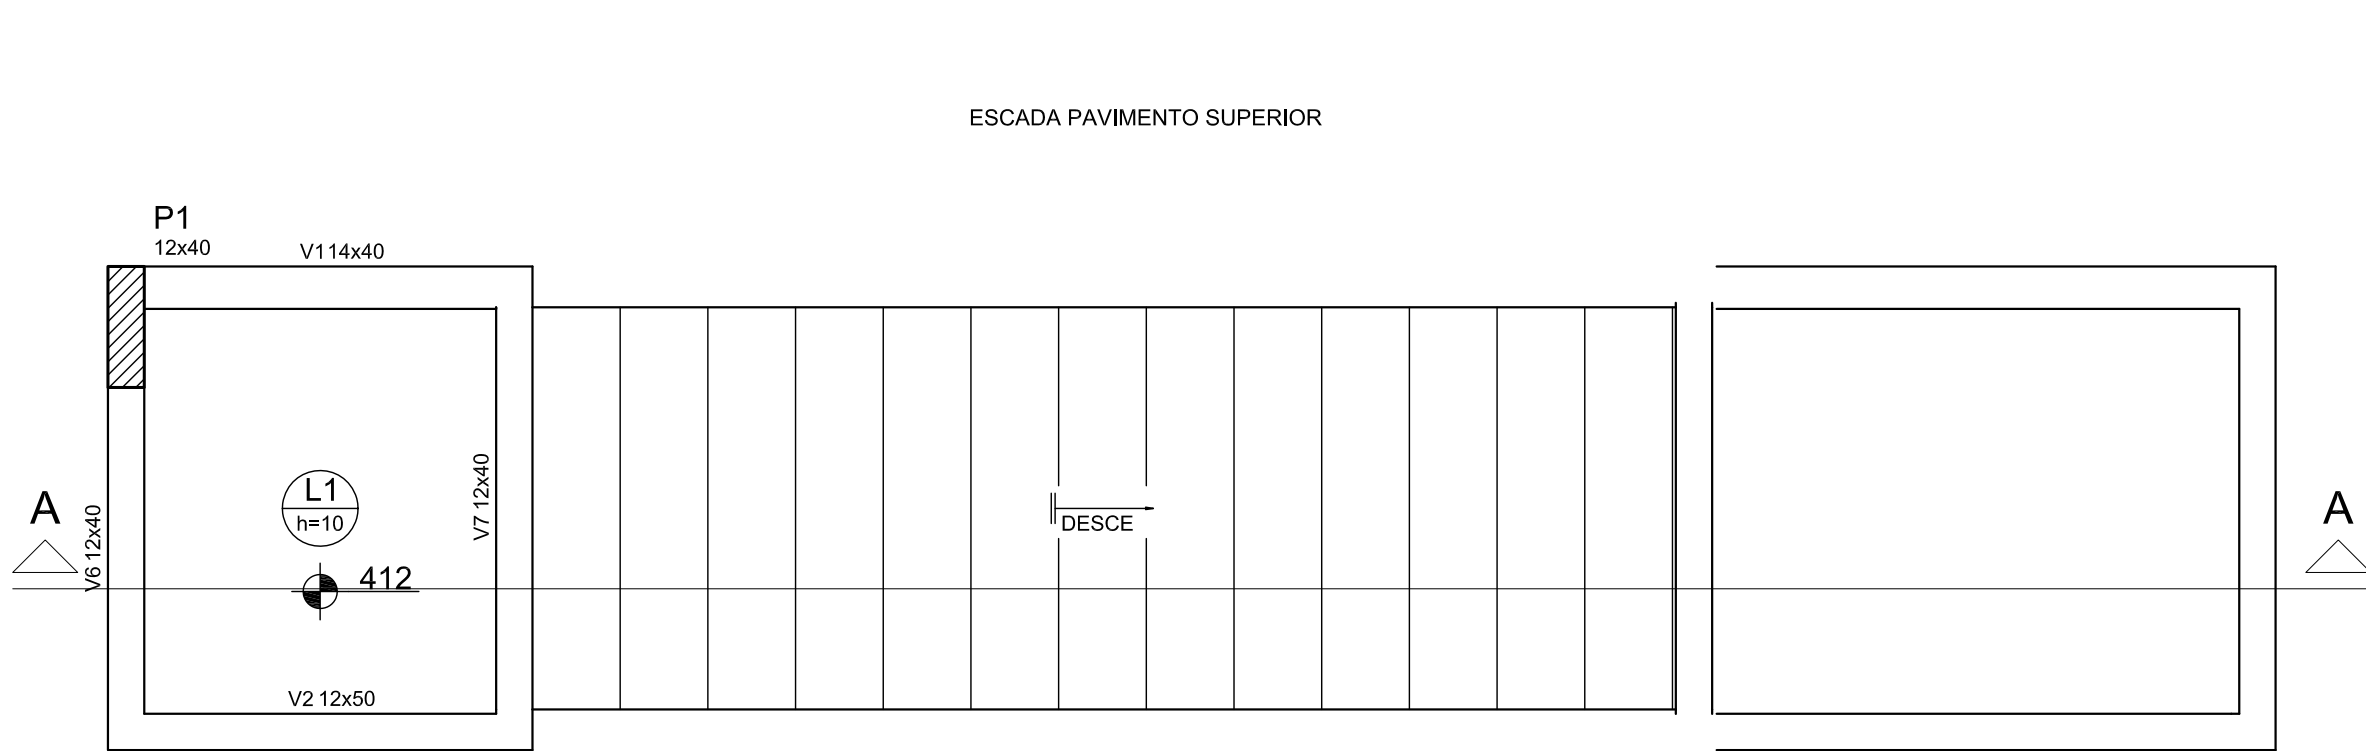 ESCADA PAVIMENTO SUPERIOR
P1
12x40
V114x40
V6 12x40
V7 12x40
L1
h=10
412
V2 12x50
DESCE
A
A